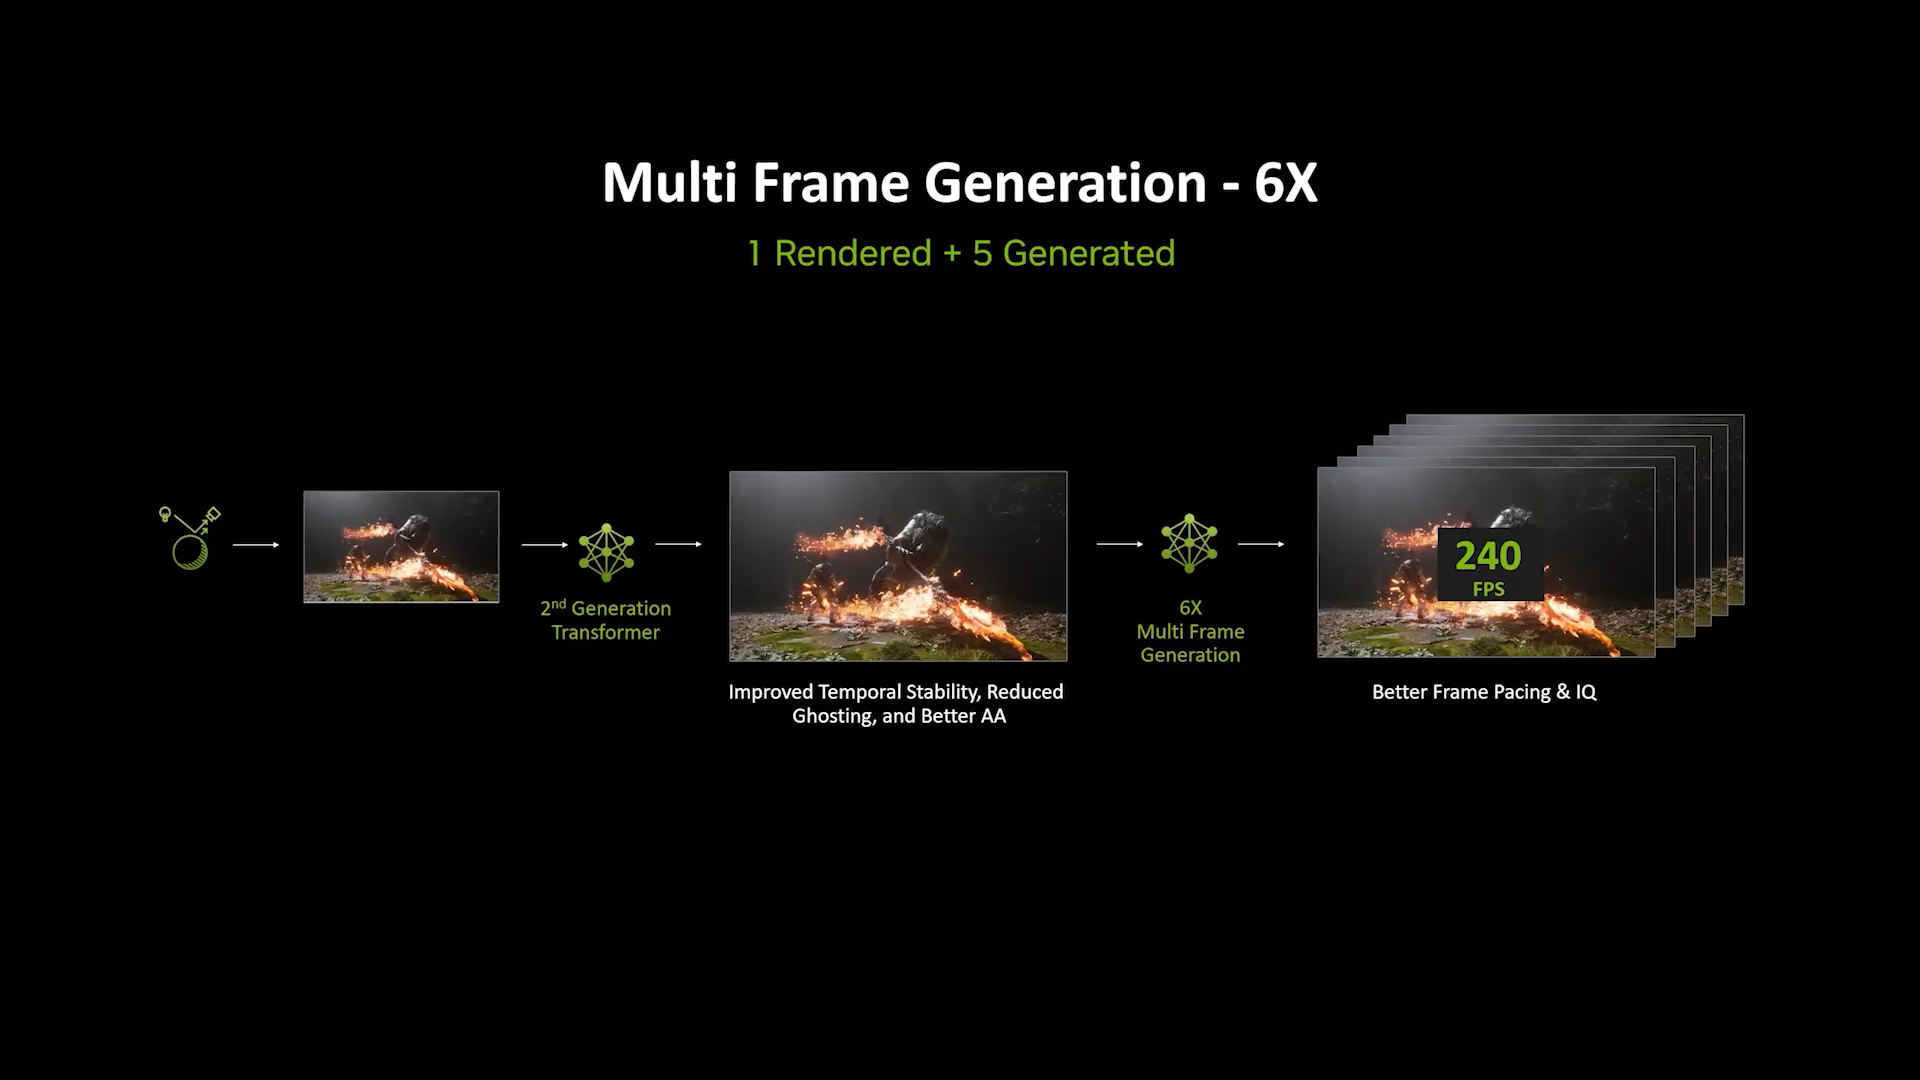 Multi Frame Generation - 6X
1 Rendered + 5 Generated
2nd Generation
Transformer
Improved Temporal Stability, Reduced
Ghosting, and Better AA
6X
Multi Frame
Generation
240
FPS
Better Frame Pacing & IQ